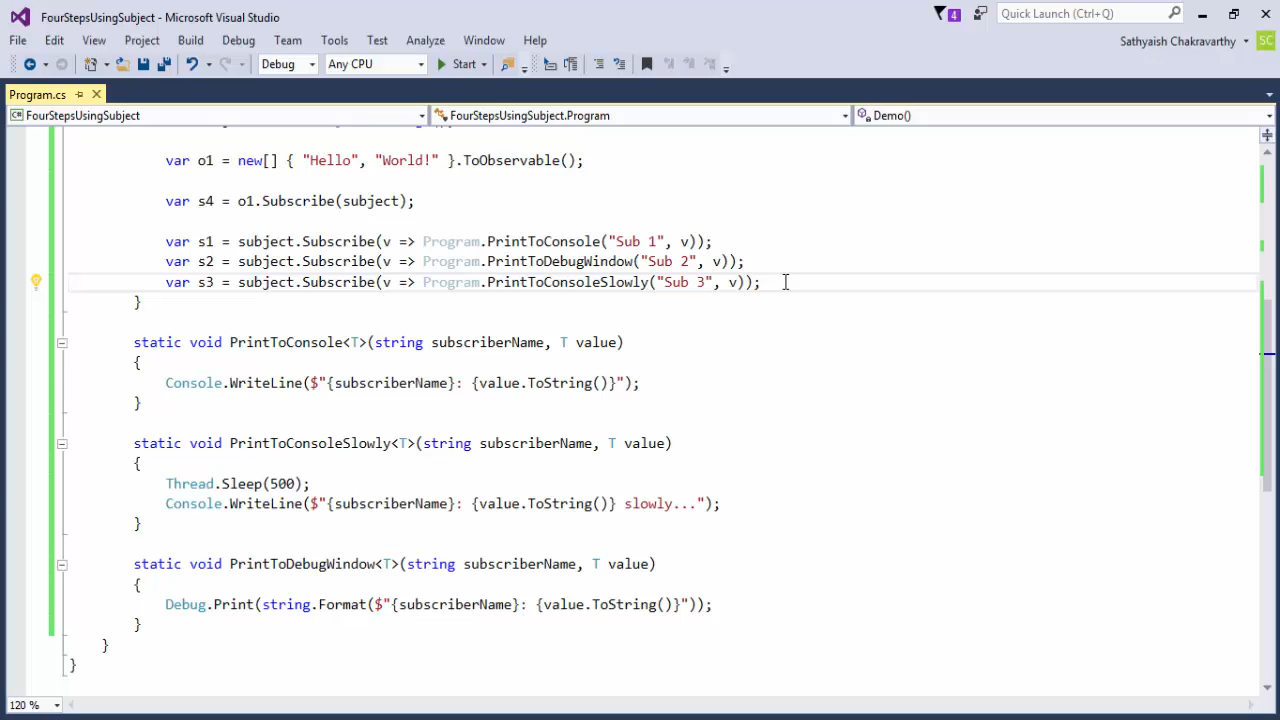 FourStepsUsingSubject - Microsoft Visual Studio
4
Quick Launch (Ctrl+Q)
File Edit View Project Build Debug Team Tools Test Analyze Window Help
Sathyaish Chakravarthy
SC
Debug Any CPU Start
Program.cs
C# FourStepsUsingSubject FourStepsUsingSubject.Program Demo()
var o1 = new[] { "Hello", "World!" }.ToObservable();
var s4 = o1.Subscribe(subject);
var s1 = subject.Subscribe(v => Program.PrintToConsole("Sub 1", v));
var s2 = subject.Subscribe(v => Program.PrintToDebugWindow("Sub 2", v));
var s3 = subject.Subscribe(v => Program.PrintToConsoleSlowly("Sub 3", v));
}
static void PrintToConsole<T>(string subscriberName, T value)
{
Console.WriteLine($"{subscriberName}: {value.ToString()}");
}
static void PrintToConsoleSlowly<T>(string subscriberName, T value)
{
Thread.Sleep(500);
Console.WriteLine($"{subscriberName}: {value.ToString()} slowly...");
}
static void PrintToDebugWindow<T>(string subscriberName, T value)
{
Debug.Print(string.Format($"{subscriberName}: {value.ToString()}"));
}
}
}
120 %